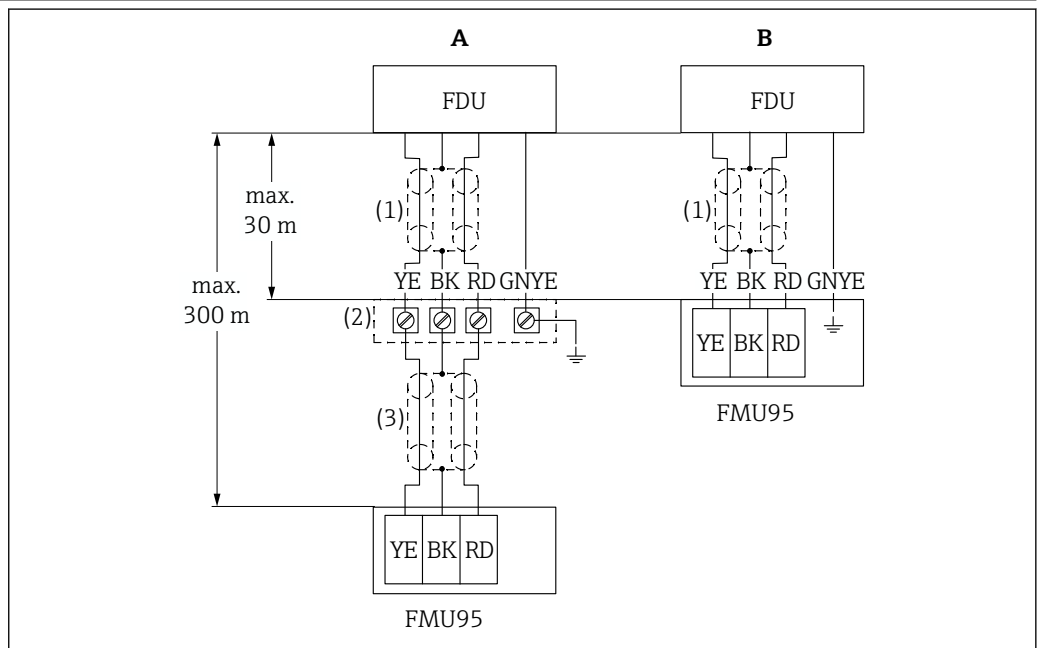 A B
FDU FDU
max.
30 m
(1) (1)
YE BK RD GNYE YE BK RD GNYE
max.
300 m
(2)
YE BK RD
FMU95
(3)
YE BK RD
FMU95